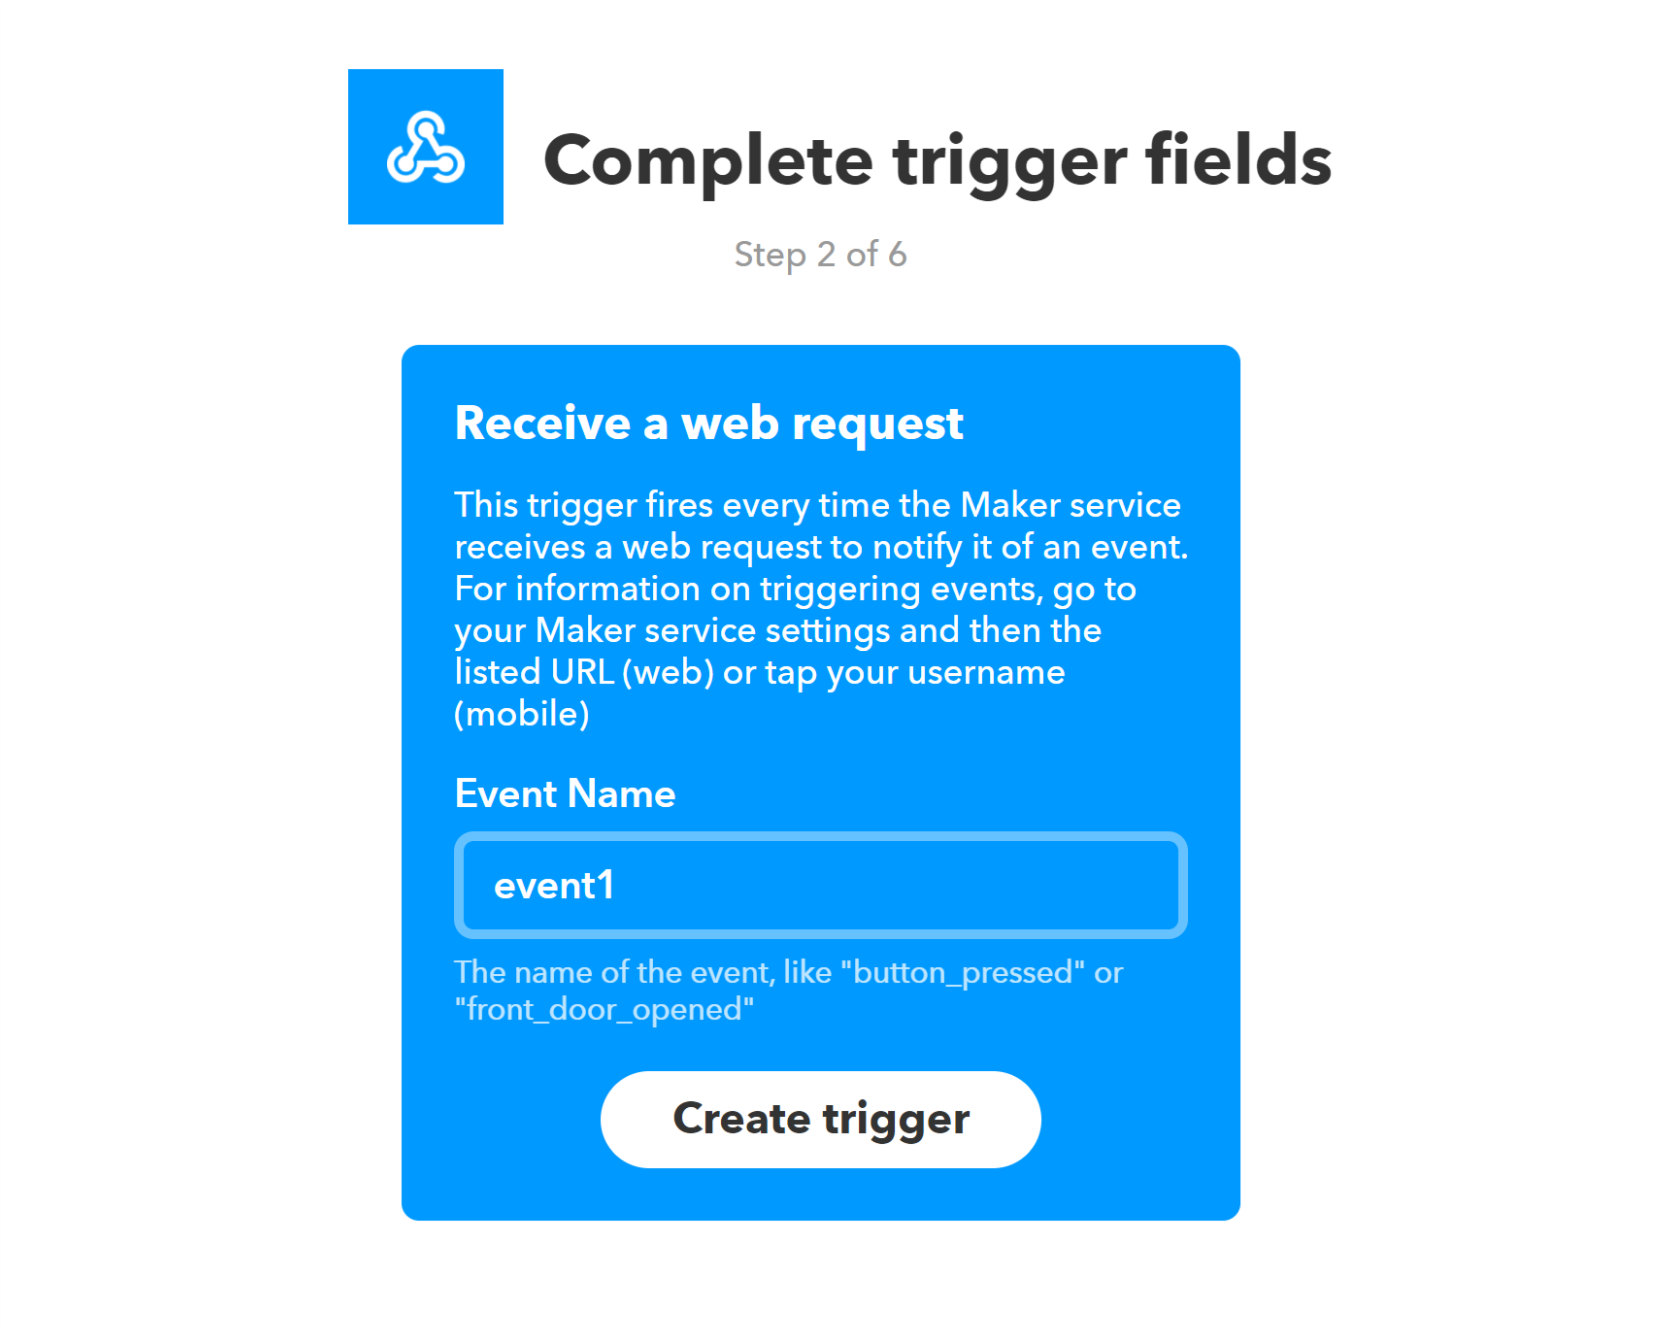 Complete trigger fields
Step 2 of 6
Receive a web request
This trigger fires every time the Maker service
receives a web request to notify it of an event.
For information on triggering events, go to
your Maker service settings and then the
listed URL (web) or tap your username
(mobile)
Event Name
event1
The name of the event, like "button_pressed" or
"front_door_opened"
Create trigger